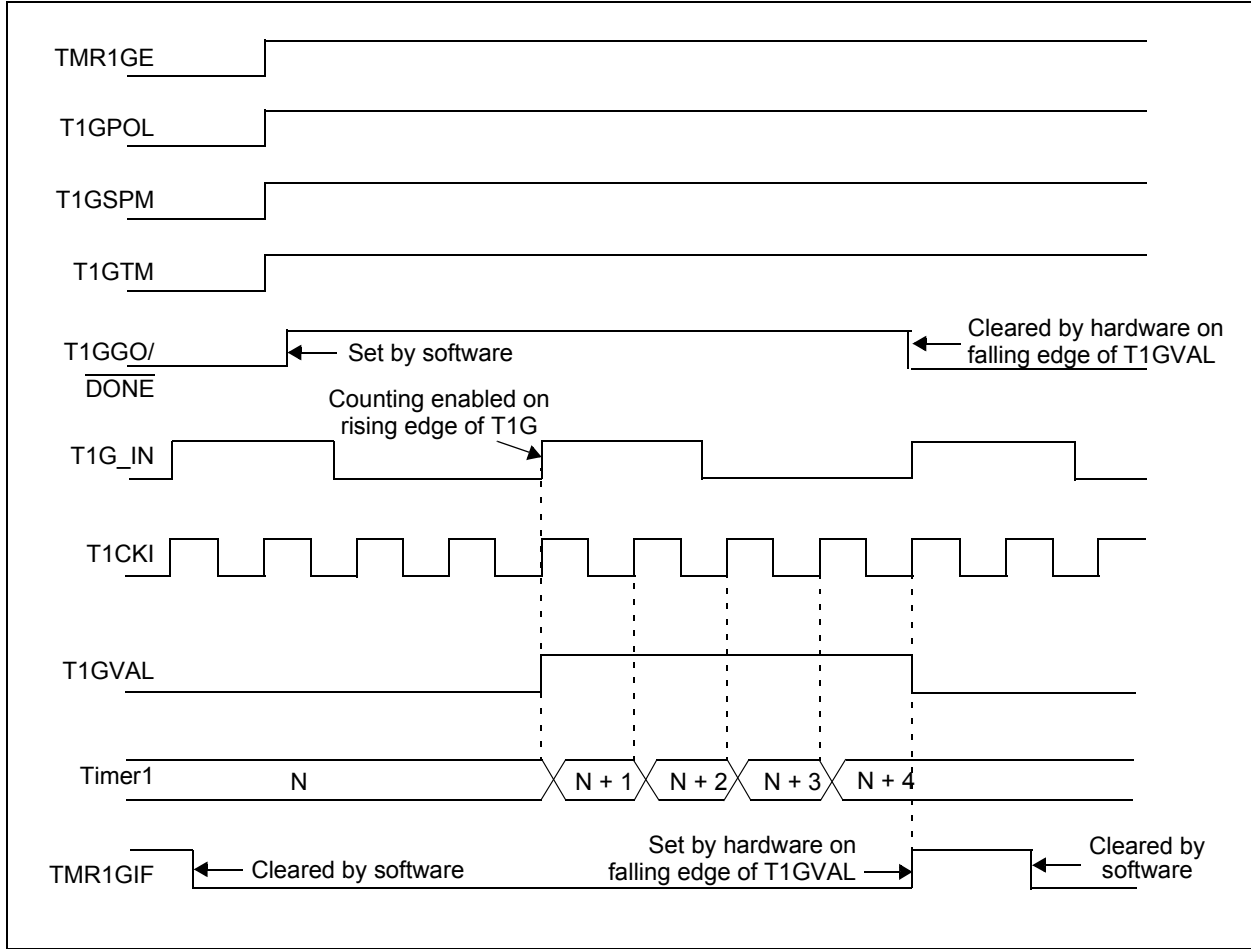 TMR1GE
T1GPOL
T1GSPM
T1GTM
T1GGO/
DONE
Set by software
Cleared by hardware on
falling edge of T1GVAL
Counting enabled on
rising edge of T1G
T1G_IN
T1CKI
T1GVAL
Timer1
N
N + 1
N + 2
N + 3
N + 4
TMR1GIF
Cleared by software
Set by hardware on
falling edge of T1GVAL
Cleared by
software